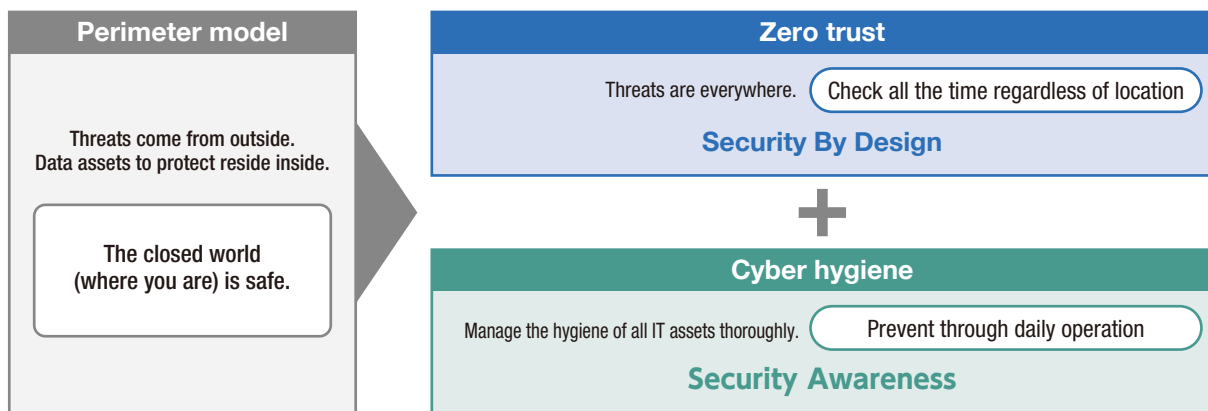 Perimeter model
Threats come from outside.
Data assets to protect reside inside.
The closed world
(where you are) is safe.
Zero trust
Threats are everywhere.
Check all the time regardless of location
Security By Design
+
Cyber hygiene
Manage the hygiene of all IT assets thoroughly.
Prevent through daily operation
Security Awareness